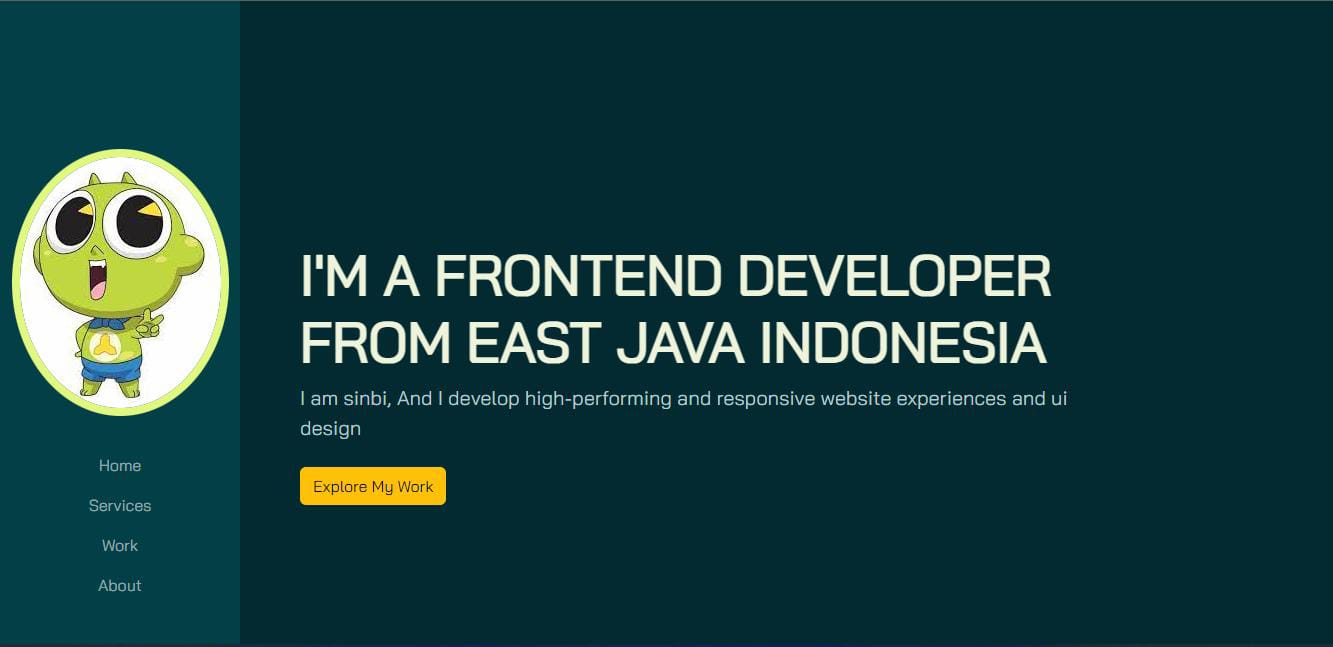 Home
Services
Work
About
I'M A FRONTEND DEVELOPER
FROM EAST JAVA INDONESIA
I am sinbi, And I develop high-performing and responsive website experiences and ui
design
Explore My Work